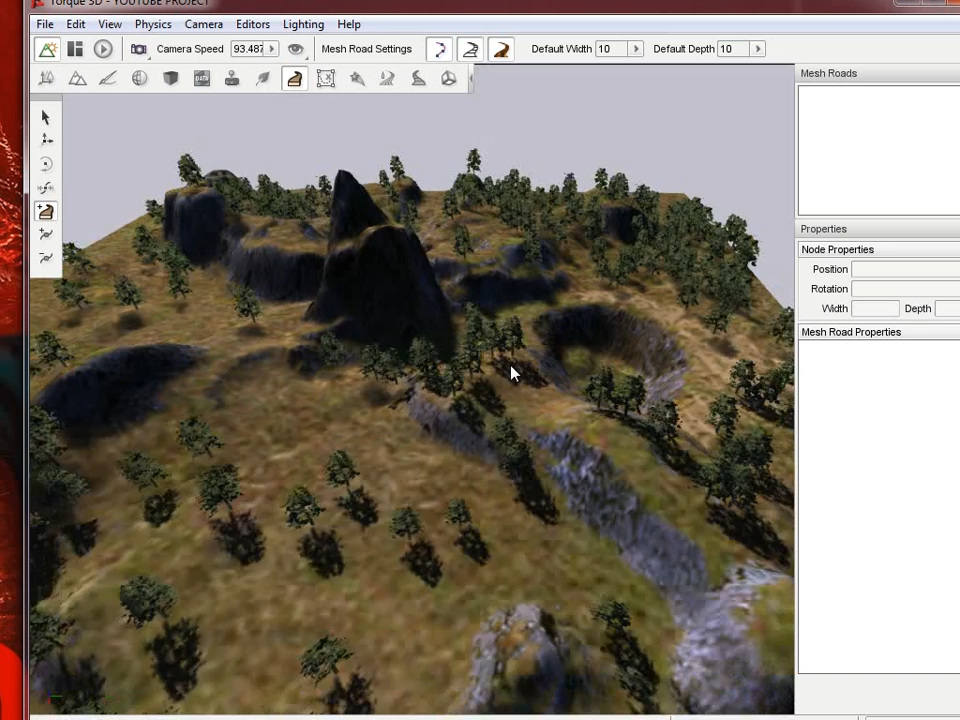 Torque 3D - YOUTUBE PROJECT
File Edit View Physics Camera Editors Lighting Help
Camera Speed 93.487 Mesh Road Settings Default Width 10 Default Depth 10
Mesh Roads
Properties
Node Properties
Position
Rotation
Width Depth
Mesh Road Properties